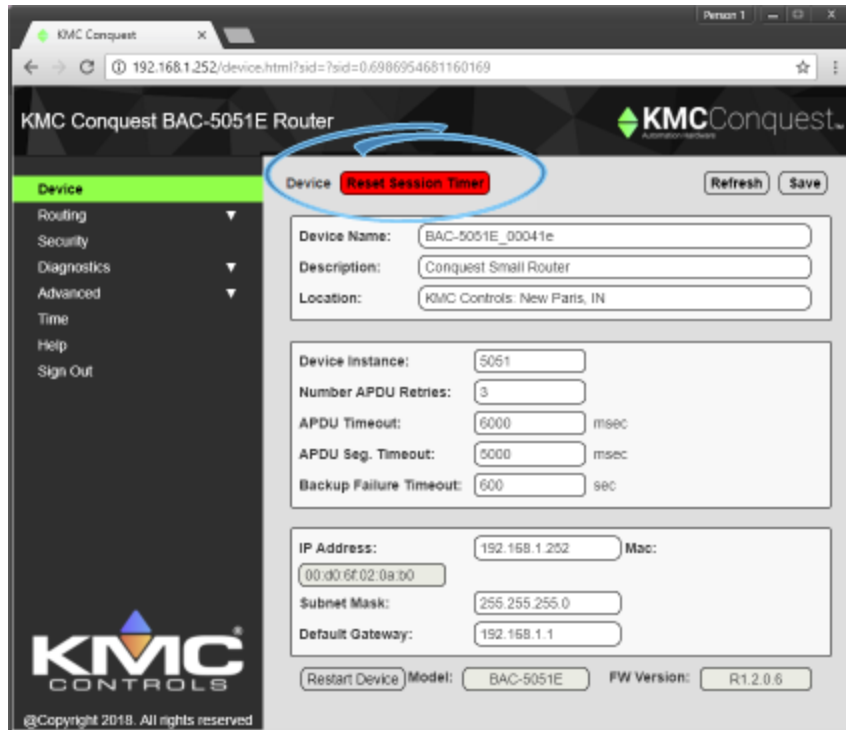 Person 1
KMC Conquest
192.168.1.252/device.html?sid=?sid=0.6986954681160169
KMC Conquest BAC-5051E Router
KMCConquest
Automation Hardware
Device
Routing
Security
Diagnostics
Advanced
Time
Help
Sign Out
KMC
CONTROLS
@Copyright 2018. All rights reserved
Device Reset Session Timer Refresh Save
Device Name: BAC-5051E_00041e
Description: Conquest Small Router
Location: KMC Controls: New Paris, IN
Device Instance: 5051
Number APDU Retries: 3
APDU Timeout: 6000 msec
APDU Seg. Timeout: 5000 msec
Backup Failure Timeout: 600 sec
IP Address: 192.168.1.252 Mac:
00:d0:6f:02:0a:b0
Subnet Mask: 255.255.255.0
Default Gateway: 192.168.1.1
Restart Device Model: BAC-5051E FW Version: R1.2.0.6